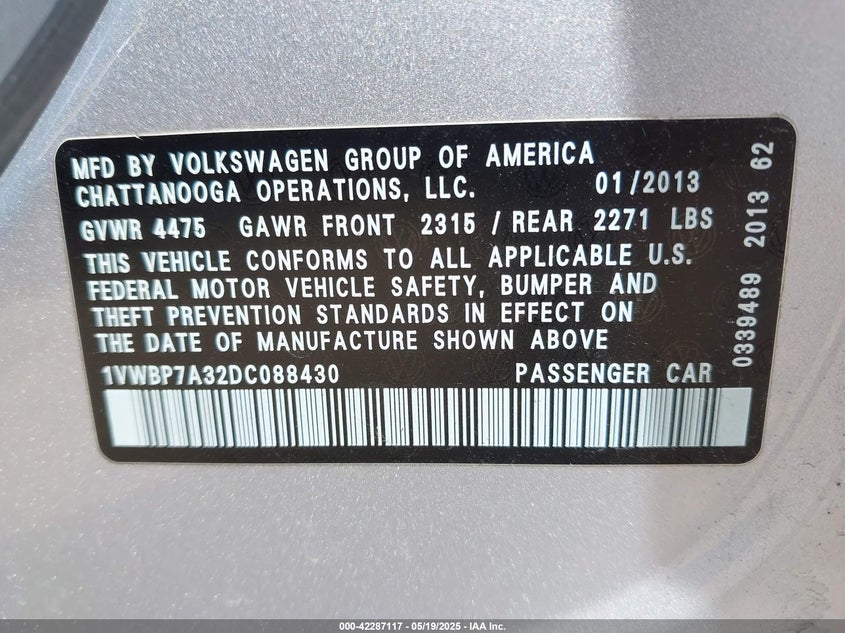 MFD BY VOLKSWAGEN GROUP OF AMERICA
CHATTANOOGA OPERATIONS, LLC. 01/2013
GVWR 4475 GAWR FRONT 2315 / REAR 2271 LBS
THIS VEHICLE CONFORMS TO ALL APPLICABLE U.S.
FEDERAL MOTOR VEHICLE SAFETY, BUMPER AND
THEFT PREVENTION STANDARDS IN EFFECT ON
THE DATE OF MANUFACTURE SHOWN ABOVE
1VWBP7A32DC088430 PASSENGER CAR
0339489 2013 62
000-42287117 - 05/19/2025 - IAA Inc.